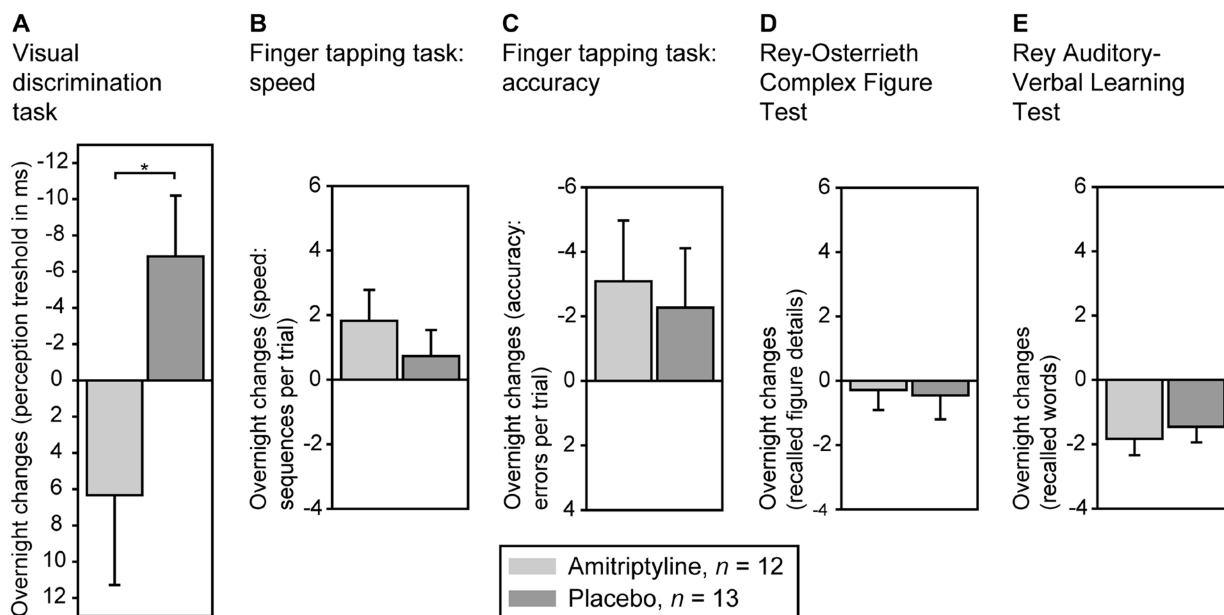 A
Visual
discrimination
task
Overnight changes (perception treshold in ms)
-12
-10
-8
-6
-4
-2
0
2
4
6
8
10
12
*
B
Finger tapping task:
speed
Overnight changes (speed:
sequences per trial)
6
4
2
0
-2
-4
C
Finger tapping task:
accuracy
Overnight changes (accuracy:
errors per trial)
-6
-4
-2
0
2
4
D
Rey-Osterrieth
Complex Figure
Test
Overnight changes
(recalled figure details)
6
4
2
0
-2
-4
E
Rey Auditory-
Verbal Learning
Test
Overnight changes
(recalled words)
6
4
2
0
-2
-4
Amitriptyline, n = 12
Placebo, n = 13